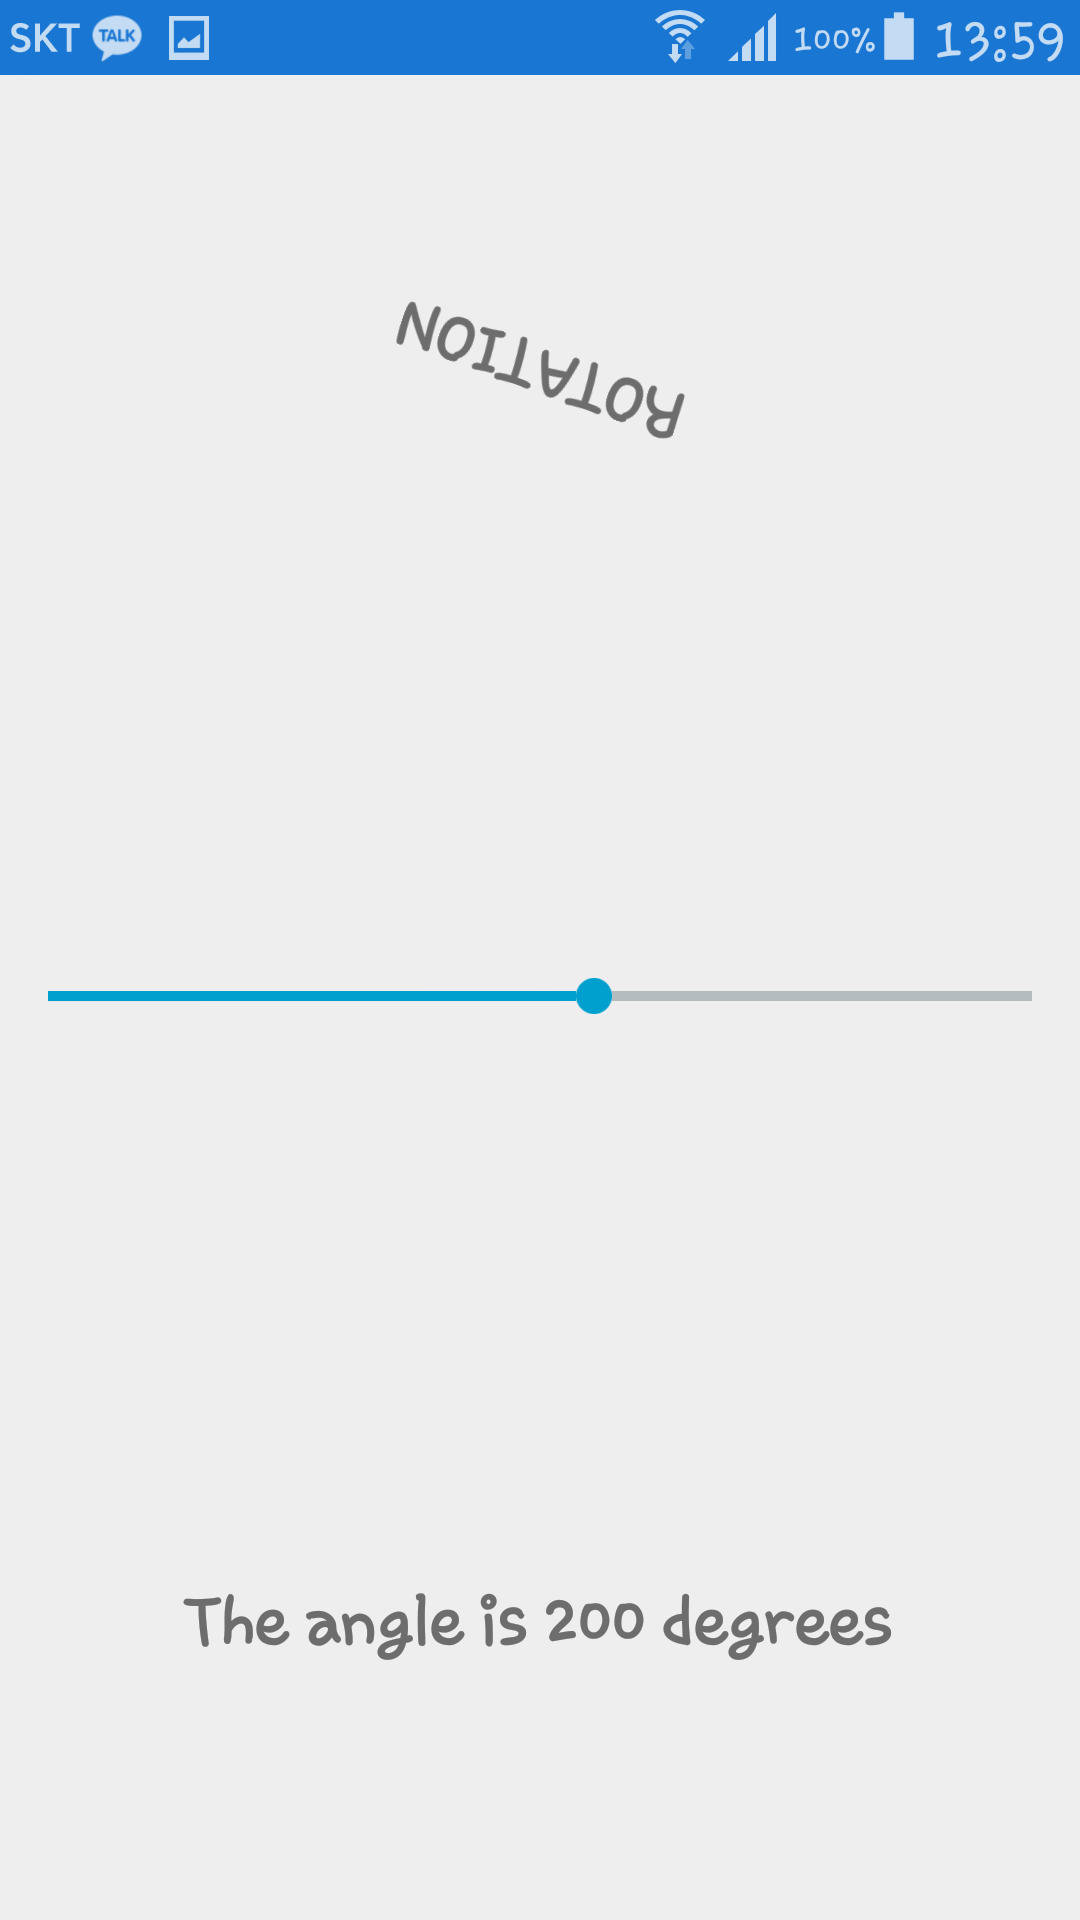 SKT TALK 100% 13:59
ROTATION
The angle is 200 degrees